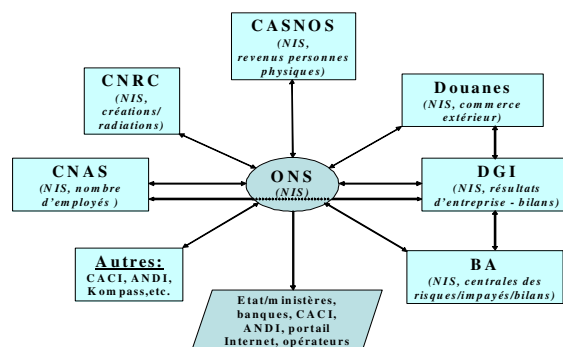 CASNOS
(NIS,
revenus personnes
physiques)
CNRC
(NIS,
créations/
radiations)
Douanes
(NIS, commerce
extérieur)
CNAS
(NIS, nombre
d'employés )
ONS
(NIS)
DGI
(NIS, résultats
d'entreprise - bilans)
Autres:
CACI, ANDI,
Kompass,etc.
BA
(NIS, centrales des
risques/impayés/bilans)
Etat/ministères,
banques, CACI,
ANDI, portail
Internet, opérateurs